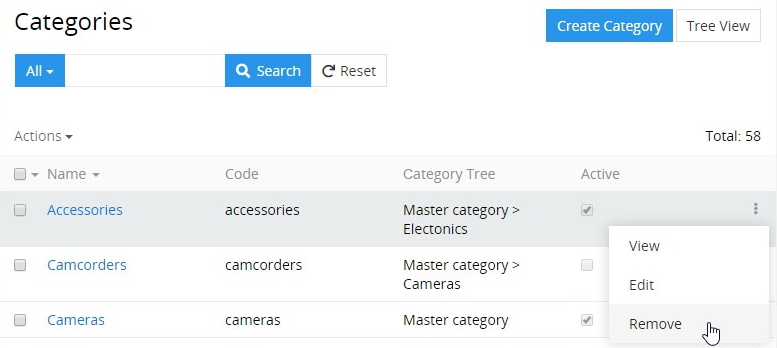 Categories
Create Category
Tree View
All
Search
Reset
Actions
Total: 58
Name Code Category Tree Active
Accessories accessories Master category >
Electonics
View
Camcorders camcorders Master category >
Cameras
Edit
Cameras cameras Master category
Remove